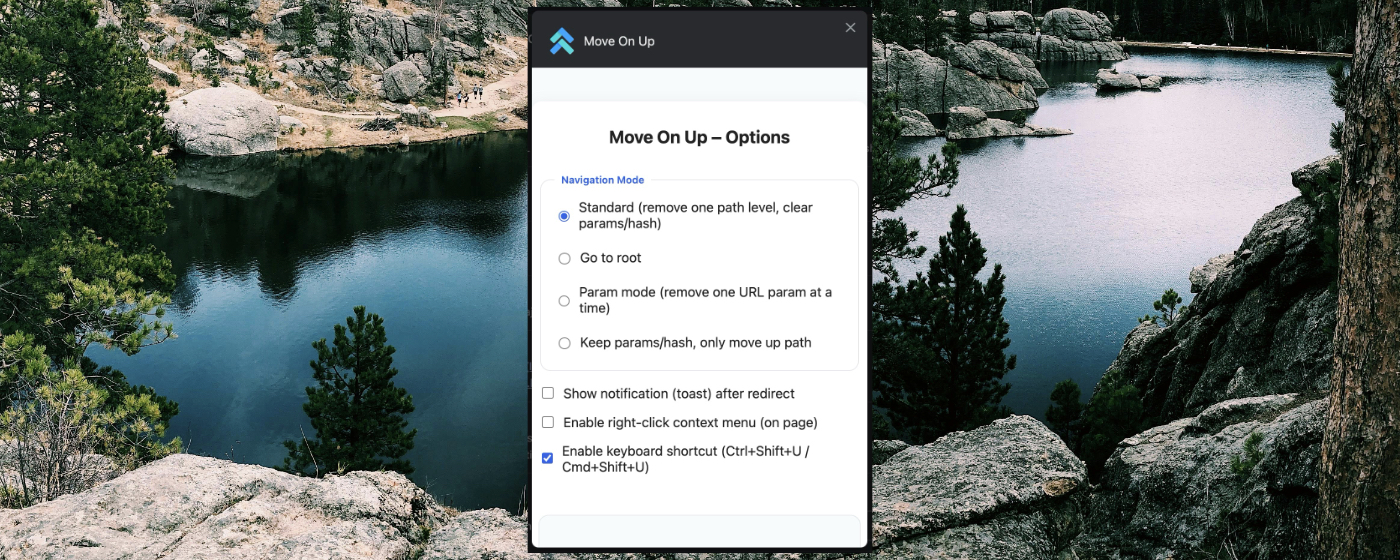 Move On Up
Move On Up – Options
Navigation Mode
Standard (remove one path level, clear
params/hash)
Go to root
Param mode (remove one URL param at a
time)
Keep params/hash, only move up path
Show notification (toast) after redirect
Enable right-click context menu (on page)
Enable keyboard shortcut (Ctrl+Shift+U /
Cmd+Shift+U)